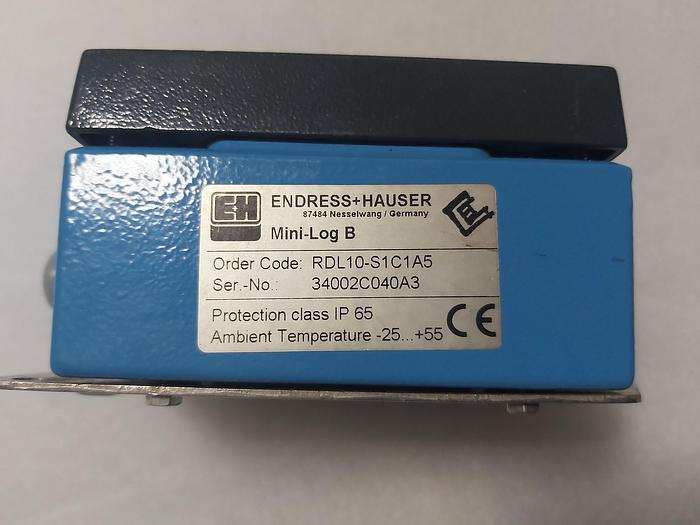 E+H
ENDRESS+HAUSER
87484 Nesselwang / Germany
Mini-Log B
Order Code: RDL10-S1C1A5
Ser.-No.: 34002C040A3
Protection class IP 65
Ambient Temperature -25...+55
CE